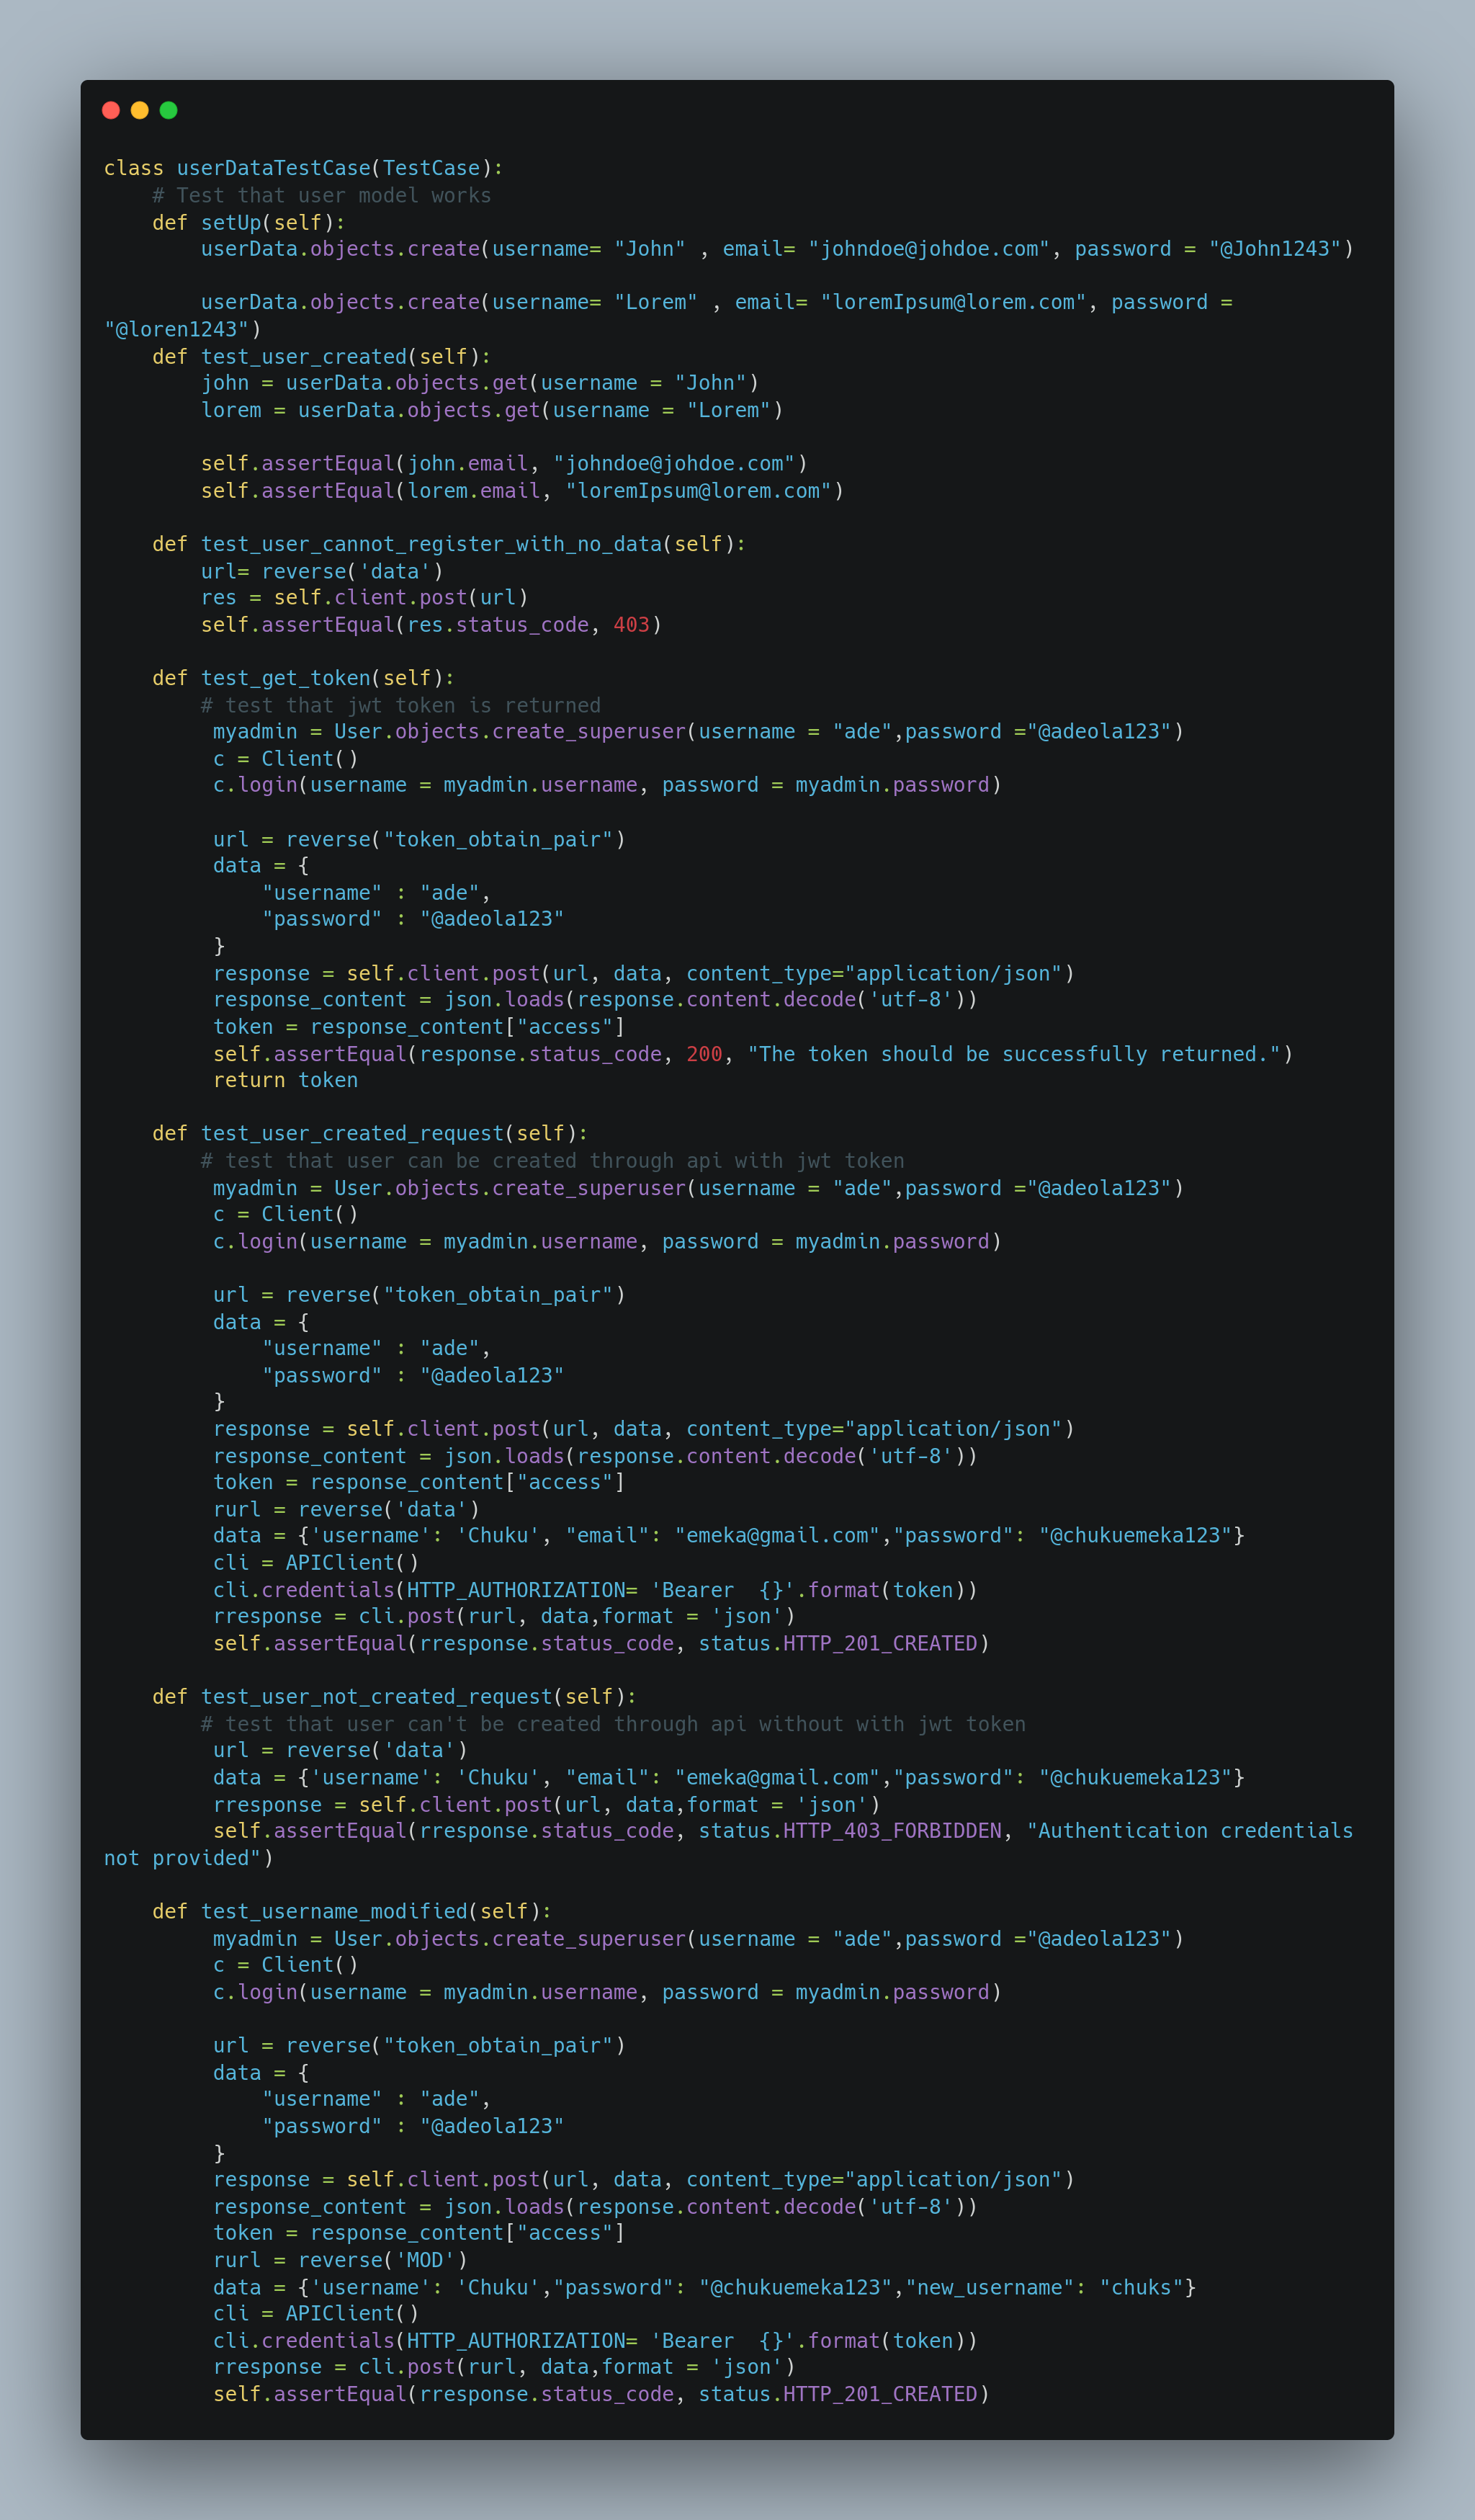 class userDataTestCase(TestCase):
    # Test that user model works
    def setUp(self):
        userData.objects.create(username= "John" , email= "johndoe@johdoe.com", password = "@John1243")

        userData.objects.create(username= "Lorem" , email= "loremIpsum@lorem.com", password =
"@loren1243")
    def test_user_created(self):
        john = userData.objects.get(username = "John")
        lorem = userData.objects.get(username = "Lorem")

        self.assertEqual(john.email, "johndoe@johdoe.com")
        self.assertEqual(lorem.email, "loremIpsum@lorem.com")

    def test_user_cannot_register_with_no_data(self):
        url= reverse('data')
        res = self.client.post(url)
        self.assertEqual(res.status_code, 403)

    def test_get_token(self):
        # test that jwt token is returned
         myadmin = User.objects.create_superuser(username = "ade",password ="@adeola123")
         c = Client()
         c.login(username = myadmin.username, password = myadmin.password)

         url = reverse("token_obtain_pair")
         data = {
             "username" : "ade",
             "password" : "@adeola123"
         }
         response = self.client.post(url, data, content_type="application/json")
         response_content = json.loads(response.content.decode('utf-8'))
         token = response_content["access"]
         self.assertEqual(response.status_code, 200, "The token should be successfully returned.")
         return token

    def test_user_created_request(self):
        # test that user can be created through api with jwt token
         myadmin = User.objects.create_superuser(username = "ade",password ="@adeola123")
         c = Client()
         c.login(username = myadmin.username, password = myadmin.password)

         url = reverse("token_obtain_pair")
         data = {
             "username" : "ade",
             "password" : "@adeola123"
         }
         response = self.client.post(url, data, content_type="application/json")
         response_content = json.loads(response.content.decode('utf-8'))
         token = response_content["access"]
         rurl = reverse('data')
         data = {'username': 'Chuku', "email": "emeka@gmail.com","password": "@chukuemeka123"}
         cli = APIClient()
         cli.credentials(HTTP_AUTHORIZATION= 'Bearer  {}'.format(token))
         rresponse = cli.post(rurl, data,format = 'json')
         self.assertEqual(rresponse.status_code, status.HTTP_201_CREATED)

    def test_user_not_created_request(self):
        # test that user can't be created through api without with jwt token
         url = reverse('data')
         data = {'username': 'Chuku', "email": "emeka@gmail.com","password": "@chukuemeka123"}
         rresponse = self.client.post(url, data,format = 'json')
         self.assertEqual(rresponse.status_code, status.HTTP_403_FORBIDDEN, "Authentication credentials
not provided")

    def test_username_modified(self):
         myadmin = User.objects.create_superuser(username = "ade",password ="@adeola123")
         c = Client()
         c.login(username = myadmin.username, password = myadmin.password)

         url = reverse("token_obtain_pair")
         data = {
             "username" : "ade",
             "password" : "@adeola123"
         }
         response = self.client.post(url, data, content_type="application/json")
         response_content = json.loads(response.content.decode('utf-8'))
         token = response_content["access"]
         rurl = reverse('MOD')
         data = {'username': 'Chuku',"password": "@chukuemeka123","new_username": "chuks"}
         cli = APIClient()
         cli.credentials(HTTP_AUTHORIZATION= 'Bearer  {}'.format(token))
         rresponse = cli.post(rurl, data,format = 'json')
         self.assertEqual(rresponse.status_code, status.HTTP_201_CREATED)